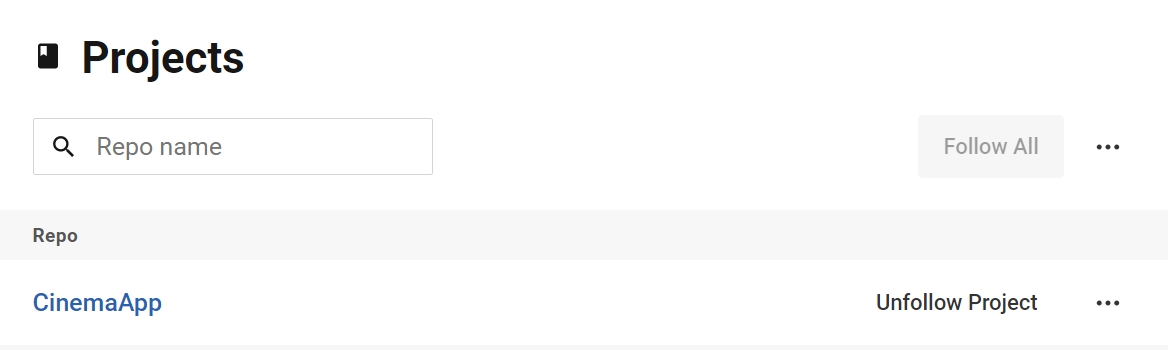 Projects
Repo name
Follow All
Repo
CinemaApp
Unfollow Project